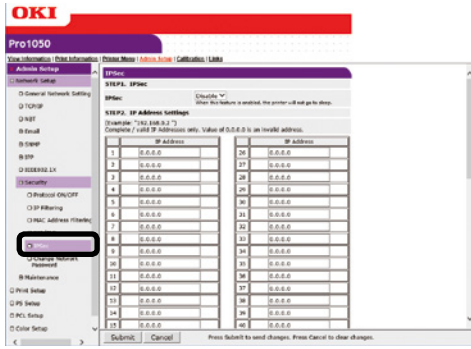 OKI
Pro1050
View Information | Print Information | Printer Menu | Admin Setup | Calibration | Links
Admin Setup
Network Setup
General Network Setting
TCP/IP
NBT
Email
SNMP
IPP
IEEE802.1X
Security
Protocol ON/OFF
IP Filtering
MAC Address Filtering
IPSec
Change Network
Password
Maintenance
Print Setup
PS Setup
PCL Setup
Color Setup
IPSec
STEP1. IPSec
IPSec
Disable
When this feature is enabled, the printer will not go to sleep.
STEP2. IP Address Settings
(Example: "192.168.0.2 ")
Complete / valid IP Addresses only. Value of 0.0.0.0 is an invalid address.
IP Address IP Address
1 0.0.0.0 26 0.0.0.0
2 0.0.0.0 27 0.0.0.0
3 0.0.0.0 28 0.0.0.0
4 0.0.0.0 29 0.0.0.0
5 0.0.0.0 30 0.0.0.0
6 0.0.0.0 31 0.0.0.0
7 0.0.0.0 32 0.0.0.0
8 0.0.0.0 33 0.0.0.0
9 0.0.0.0 34 0.0.0.0
10 0.0.0.0 35 0.0.0.0
11 0.0.0.0 36 0.0.0.0
12 0.0.0.0 37 0.0.0.0
13 0.0.0.0 38 0.0.0.0
14 0.0.0.0 39 0.0.0.0
15 0.0.0.0 40 0.0.0.0
Submit Cancel Press Submit to send changes. Press Cancel to clear changes.